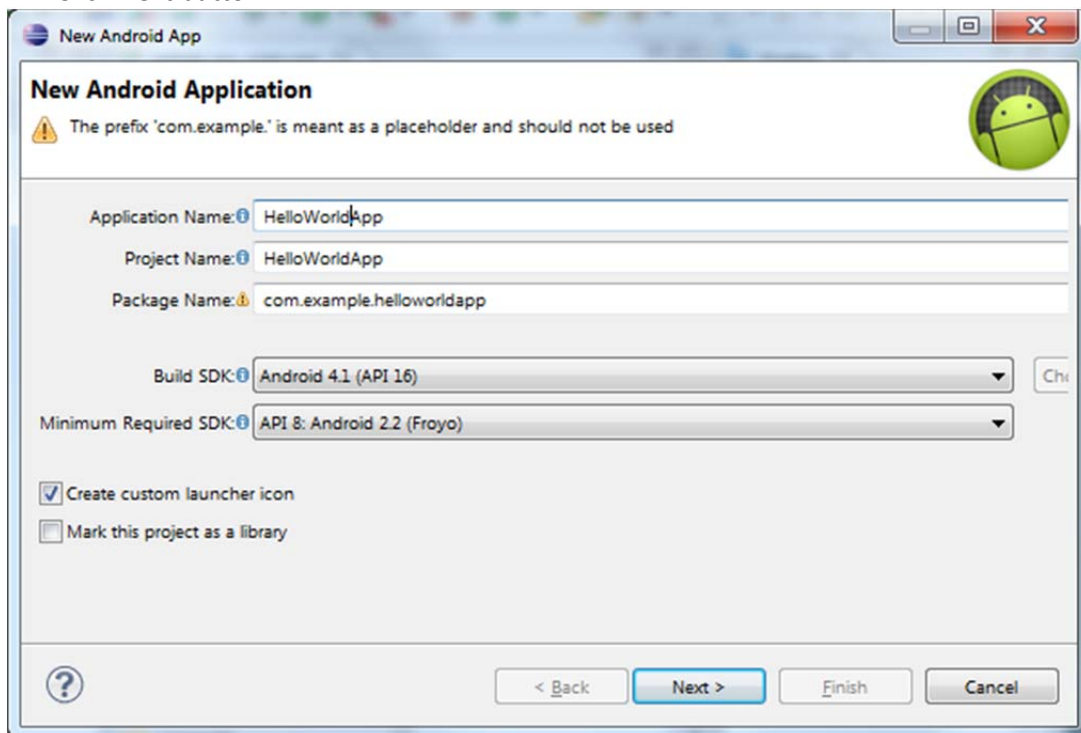 New Android App
New Android Application
The prefix 'com.example.' is meant as a placeholder and should not be used
Application Name: HelloWorldApp
Project Name: HelloWorldApp
Package Name: com.example.helloworldapp
Build SDK: Android 4.1 (API 16)
Minimum Required SDK: API 8: Android 2.2 (Froyo)
Create custom launcher icon
Mark this project as a library
< Back Next > Finish Cancel